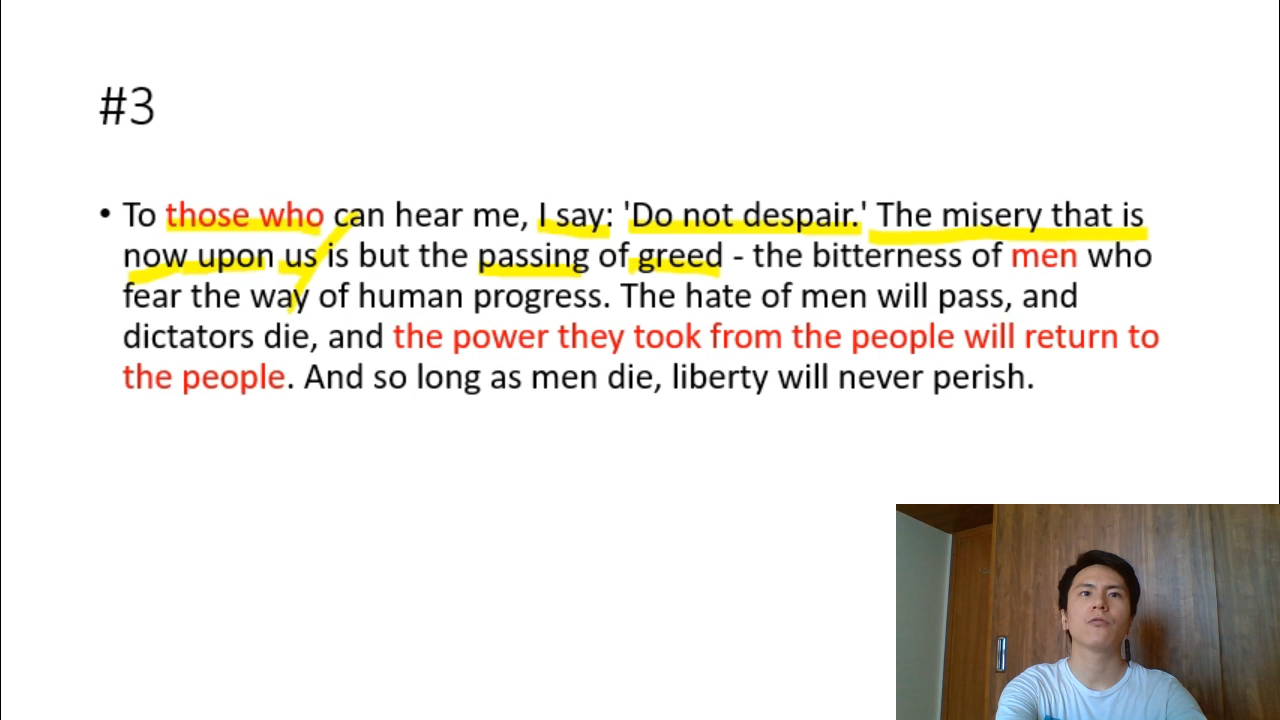 #3
• To those who can hear me, I say: 'Do not despair.' The misery that is
now upon us is but the passing of greed - the bitterness of men who
fear the way of human progress. The hate of men will pass, and
dictators die, and the power they took from the people will return to
the people. And so long as men die, liberty will never perish.